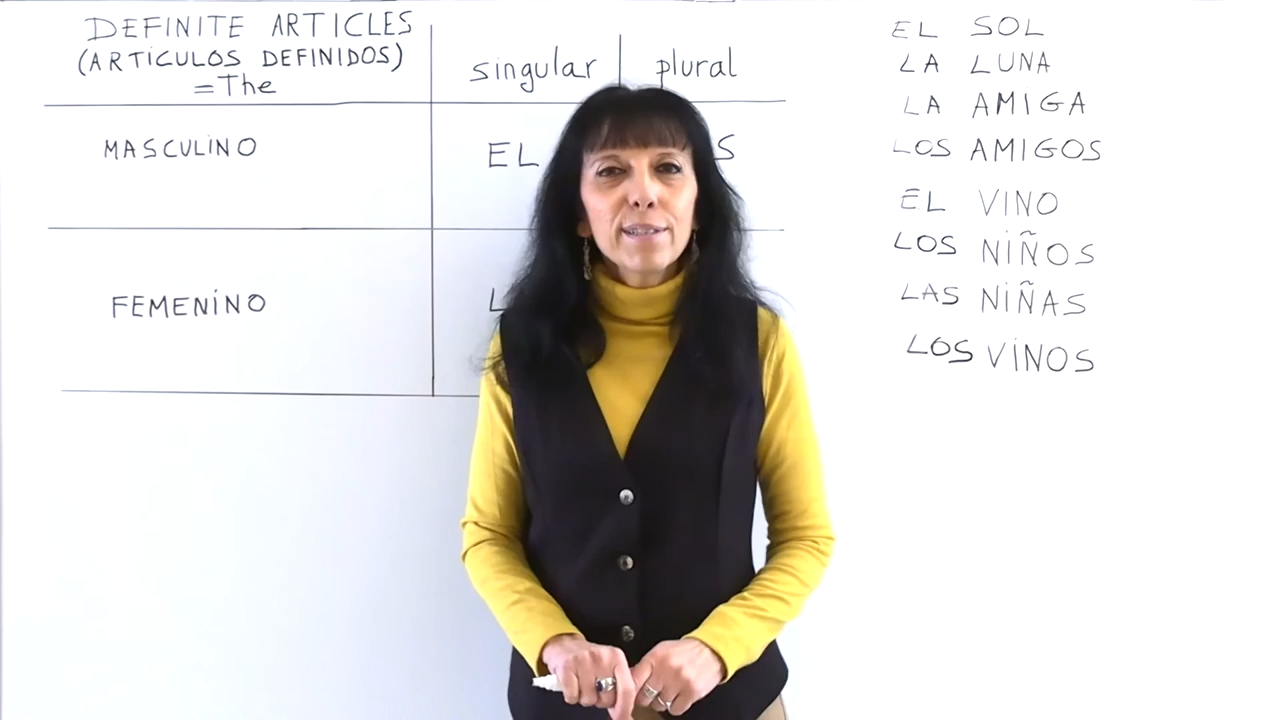 DEFINITE ARTICLES
(ARTICULOS DEFINIDOS)
=The
singular plural
MASCULINO EL
FEMENINO
EL SOL
LA LUNA
LA AMIGA
LOS AMIGOS
EL VINO
LOS NIÑOS
LAS NIÑAS
LOS VINOS